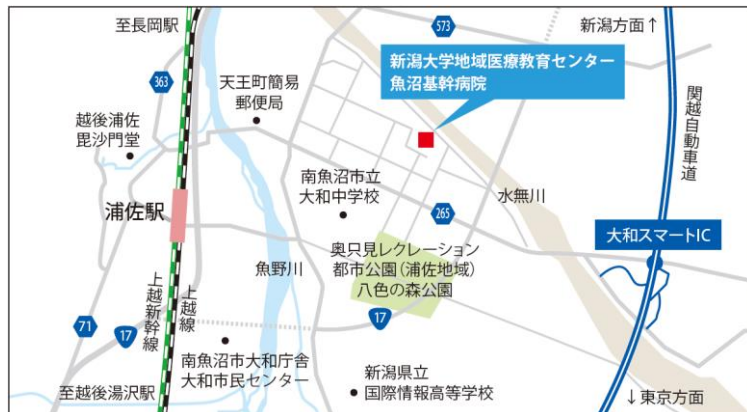 至長岡駅
573
新潟方面↑
363
天王町簡易
郵便局
新潟大学地域医療教育センター
魚沼基幹病院
越後浦佐
毘沙門堂
関越自動車道
南魚沼市立
大和中学校
水無川
浦佐駅
265
大和スマートIC
魚野川
奥只見レクレーション
都市公園(浦佐地域)
八色の森公園
上越新幹線
上越線
71
17
17
南魚沼市大和庁舎
大和市民センター
新潟県立
国際情報高等学校
至越後湯沢駅
↓東京方面